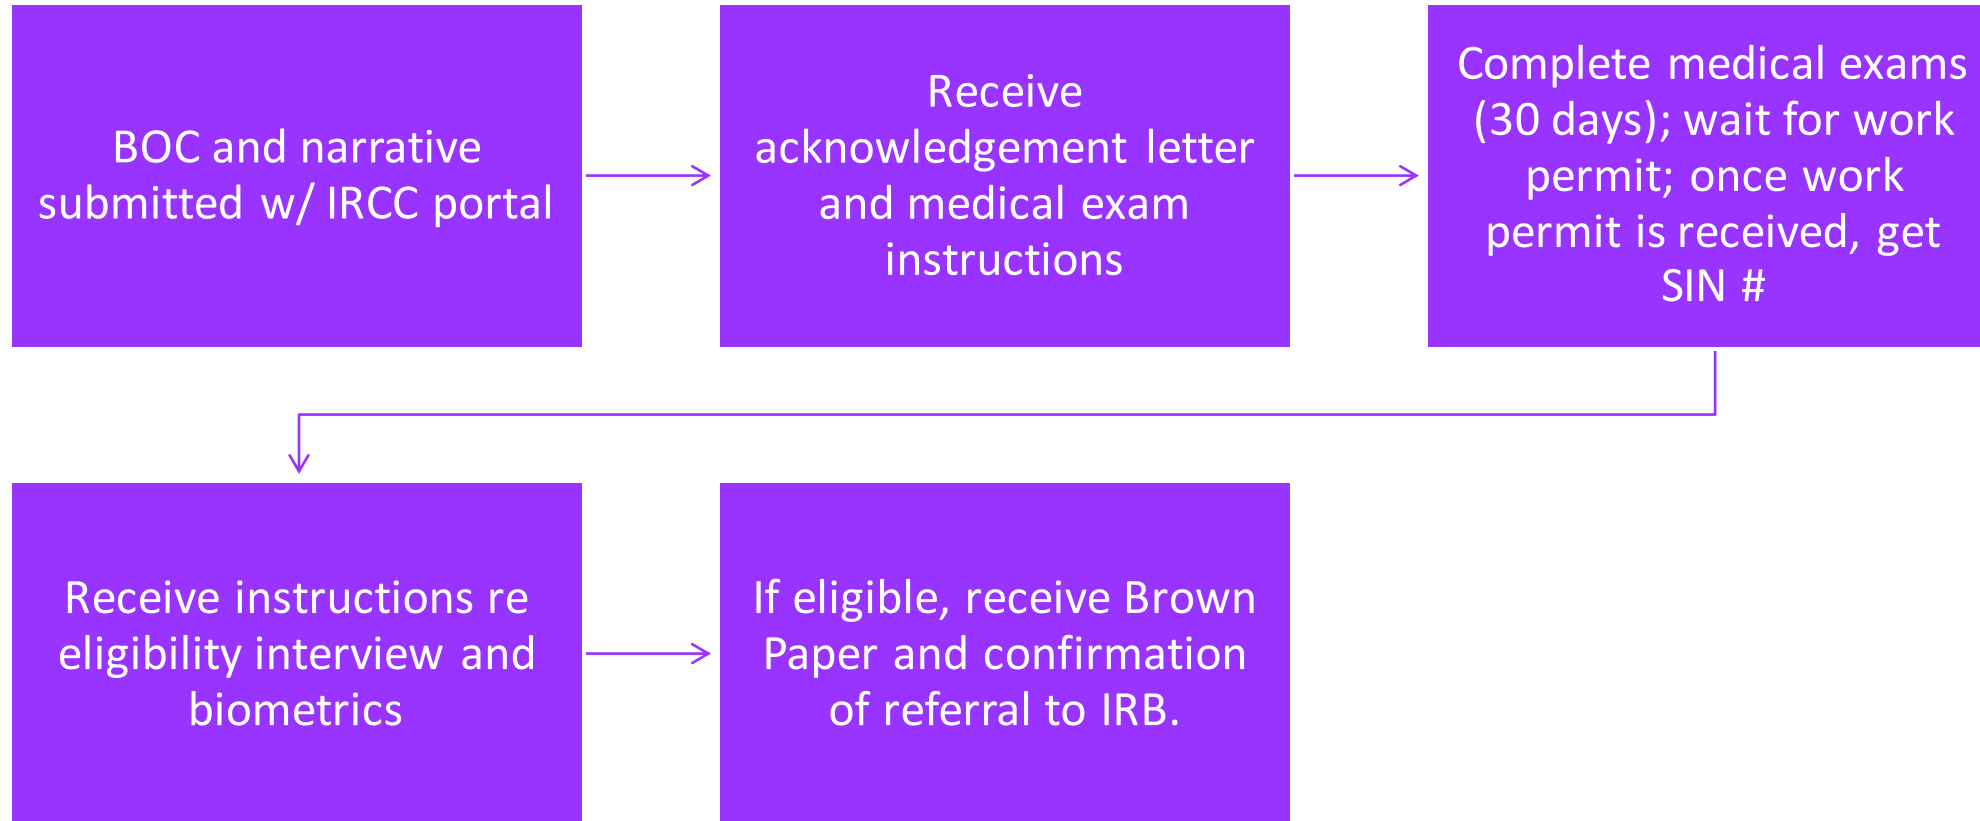 BOC and narrative
submitted w/ IRCC portal
Receive
acknowledgement letter
and medical exam
instructions
Complete medical exams
(30 days); wait for work
permit; once work
permit is received, get
SIN #
Receive instructions re
eligibility interview and
biometrics
If eligible, receive Brown
Paper and confirmation
of referral to IRB.